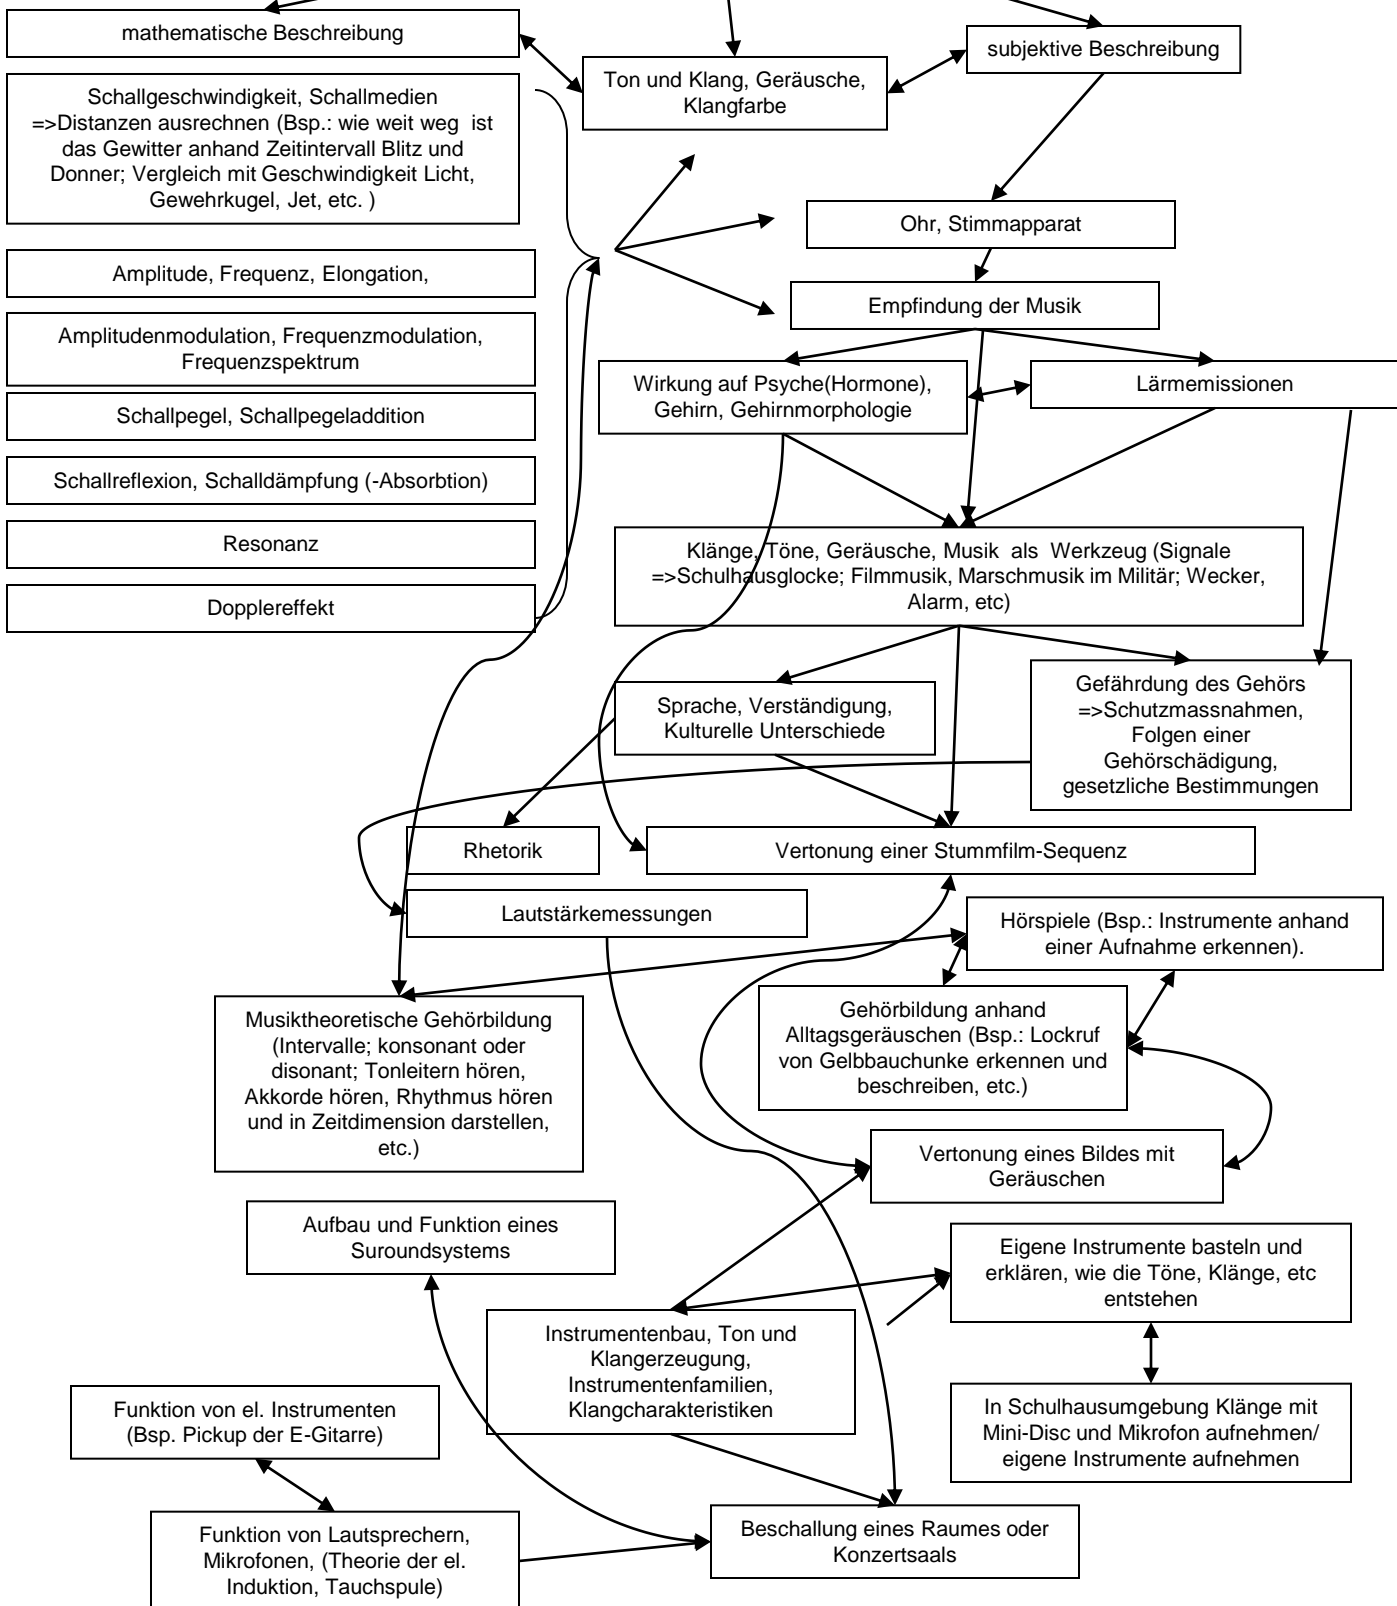 mathematische Beschreibung
subjektive Beschreibung
Ton und Klang, Geräusche,
Klangfarbe
Schallgeschwindigkeit, Schallmedien
=>Distanzen ausrechnen (Bsp.: wie weit weg ist
das Gewitter anhand Zeitintervall Blitz und
Donner; Vergleich mit Geschwindigkeit Licht,
Gewehrkugel, Jet, etc. )
Ohr, Stimmapparat
Amplitude, Frequenz, Elongation,
Empfindung der Musik
Amplitudenmodulation, Frequenzmodulation,
Frequenzspektrum
Wirkung auf Psyche(Hormone),
Gehirn, Gehirnmorphologie
Lärmemissionen
Schallpegel, Schallpegeladdition
Schallreflexion, Schalldämpfung (-Absorbtion)
Resonanz
Klänge, Töne, Geräusche, Musik als Werkzeug (Signale
=>Schulhausglocke; Filmmusik, Marschmusik im Militär; Wecker,
Alarm, etc)
Dopplereffekt
Sprache, Verständigung,
Kulturelle Unterschiede
Gefährdung des Gehörs
=>Schutzmassnahmen,
Folgen einer
Gehörschädigung,
gesetzliche Bestimmungen
Rhetorik
Vertonung einer Stummfilm-Sequenz
Lautstärkemessungen
Hörspiele (Bsp.: Instrumente anhand
einer Aufnahme erkennen).
Musiktheoretische Gehörbildung
(Intervalle; konsonant oder
disonant; Tonleitern hören,
Akkorde hören, Rhythmus hören
und in Zeitdimension darstellen,
etc.)
Gehörbildung anhand
Alltagsgeräuschen (Bsp.: Lockruf
von Gelbbauchunke erkennen und
beschreiben, etc.)
Vertonung eines Bildes mit
Geräuschen
Aufbau und Funktion eines
Suroundsystems
Eigene Instrumente basteln und
erklären, wie die Töne, Klänge, etc
entstehen
Instrumentenbau, Ton und
Klangerzeugung,
Instrumentenfamilien,
Klangcharakteristiken
Funktion von el. Instrumenten
(Bsp. Pickup der E-Gitarre)
In Schulhausumgebung Klänge mit
Mini-Disc und Mikrofon aufnehmen/
eigene Instrumente aufnehmen
Funktion von Lautsprechern,
Mikrofonen, (Theorie der el.
Induktion, Tauchspule)
Beschallung eines Raumes oder
Konzertsaals